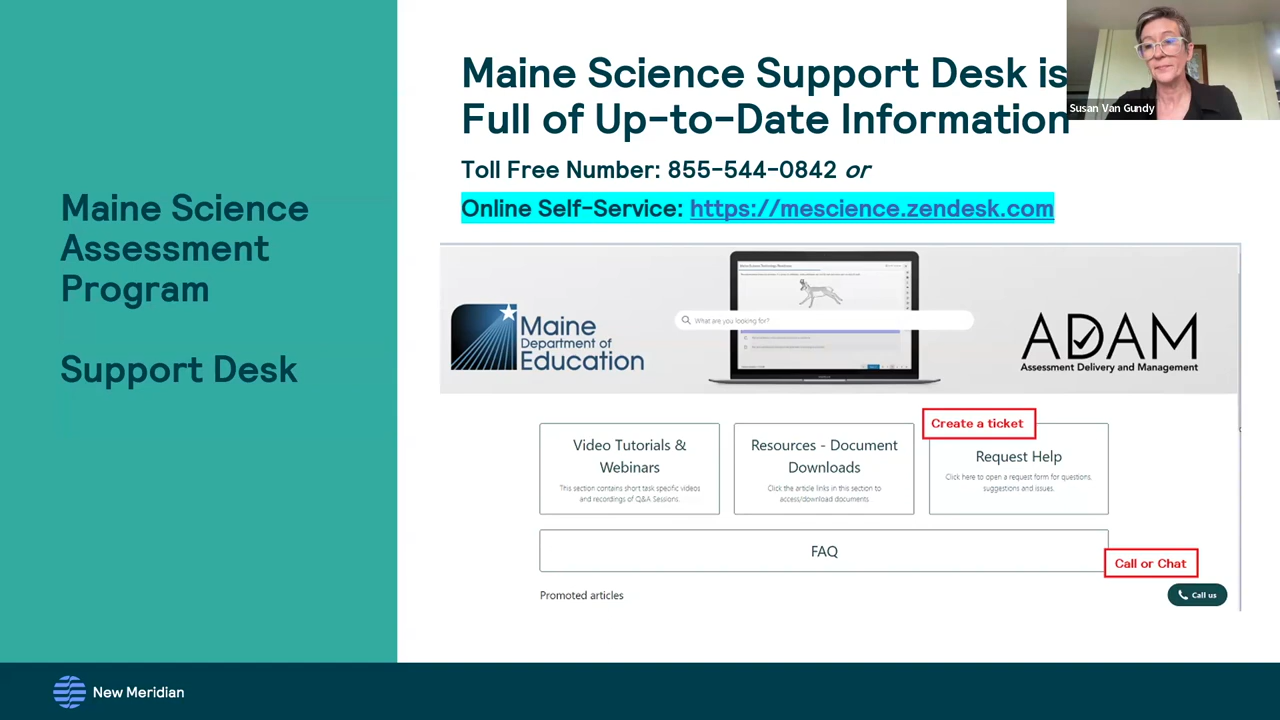 Maine Science
Assessment
Program
Support Desk
Maine Science Support Desk is
Full of Up-to-Date Information
Toll Free Number: 855-544-0842 or
Online Self-Service: https://mescience.zendesk.com
Susan Van Gundy
What are you looking for?
Maine
Department of
Education
ADAM
Assessment Delivery and Management
Video Tutorials &
Webinars
This section contains short task specific videos
and recordings of Q&A Sessions.
Resources - Document
Downloads
Click the article links in this section to
access/download documents
Create a ticket
Request Help
Click here to open a request form for questions,
suggestions and issues.
FAQ
Call or Chat
Promoted articles
Call us
New Meridian